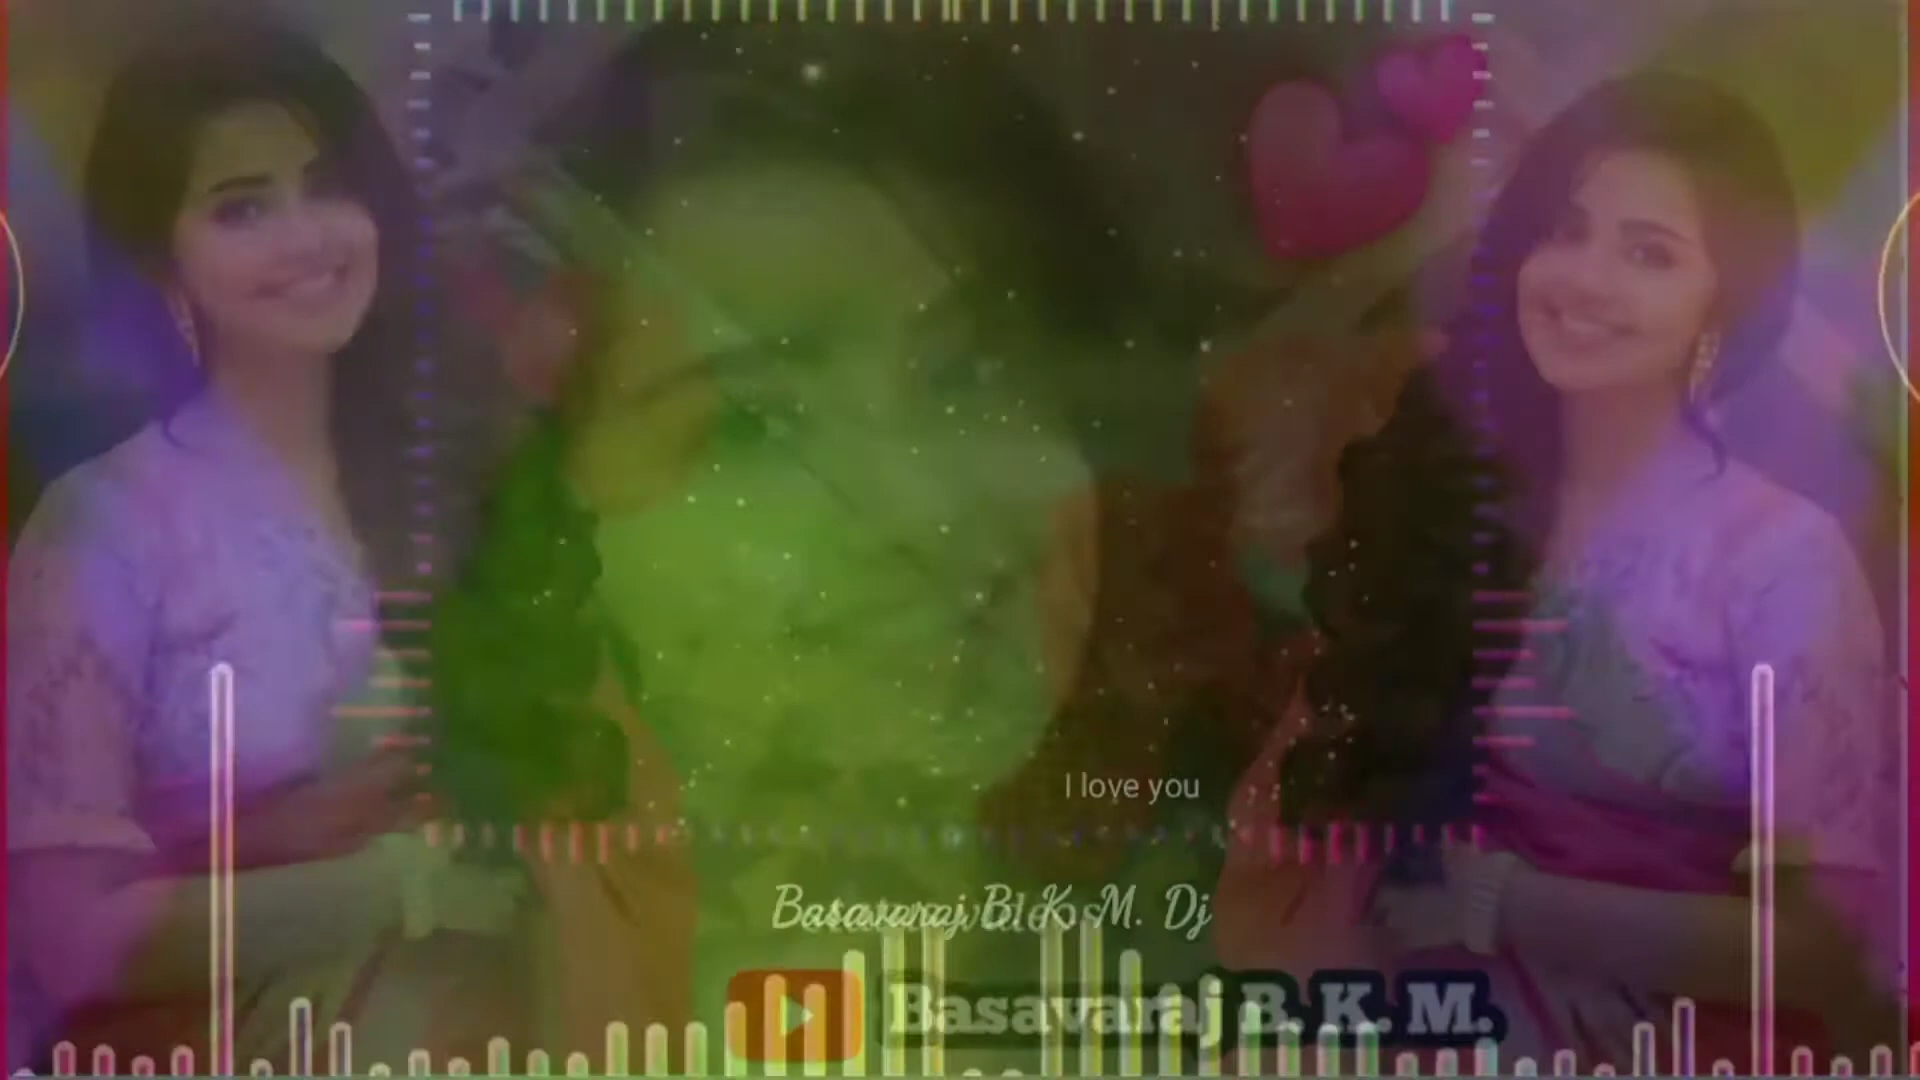 I love you
Basavaraj B. K. M. Dj
Basavaraj B. K. M.